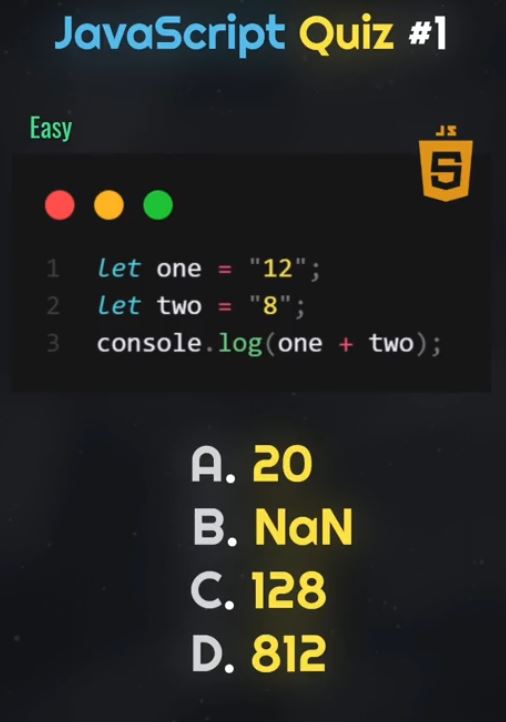 JavaScript Quiz #1
Easy
JS
1 let one = "12";
2 let two = "8";
3 console.log(one + two);
A. 20
B. NaN
C. 128
D. 812